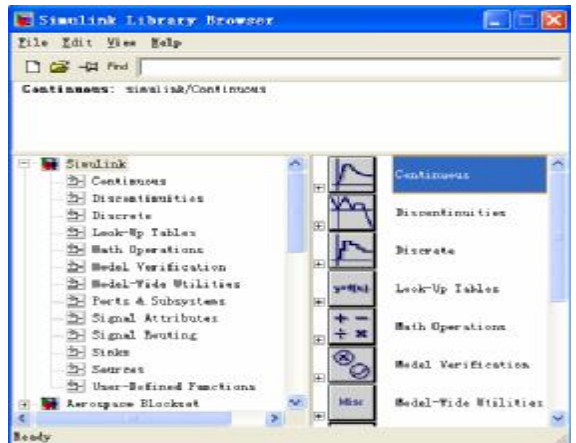 Simulink Library Browser
File Edit View Help
Find
Continuous: simulink/Continuous
Simulink
Continuous
Discontinuities
Discrete
Look-Up Tables
Math Operations
Model Verification
Model-Wide Utilities
Ports & Subsystems
Signal Attributes
Signal Routing
Sinks
Sources
User-Defined Functions
Aerospace Blockset
Continuous
Discontinuities
Discrete
y=f(u)
Look-Up Tables
+ −
÷ ×
Math Operations
Model Verification
Misc
Model-Wide Utilities
Ready